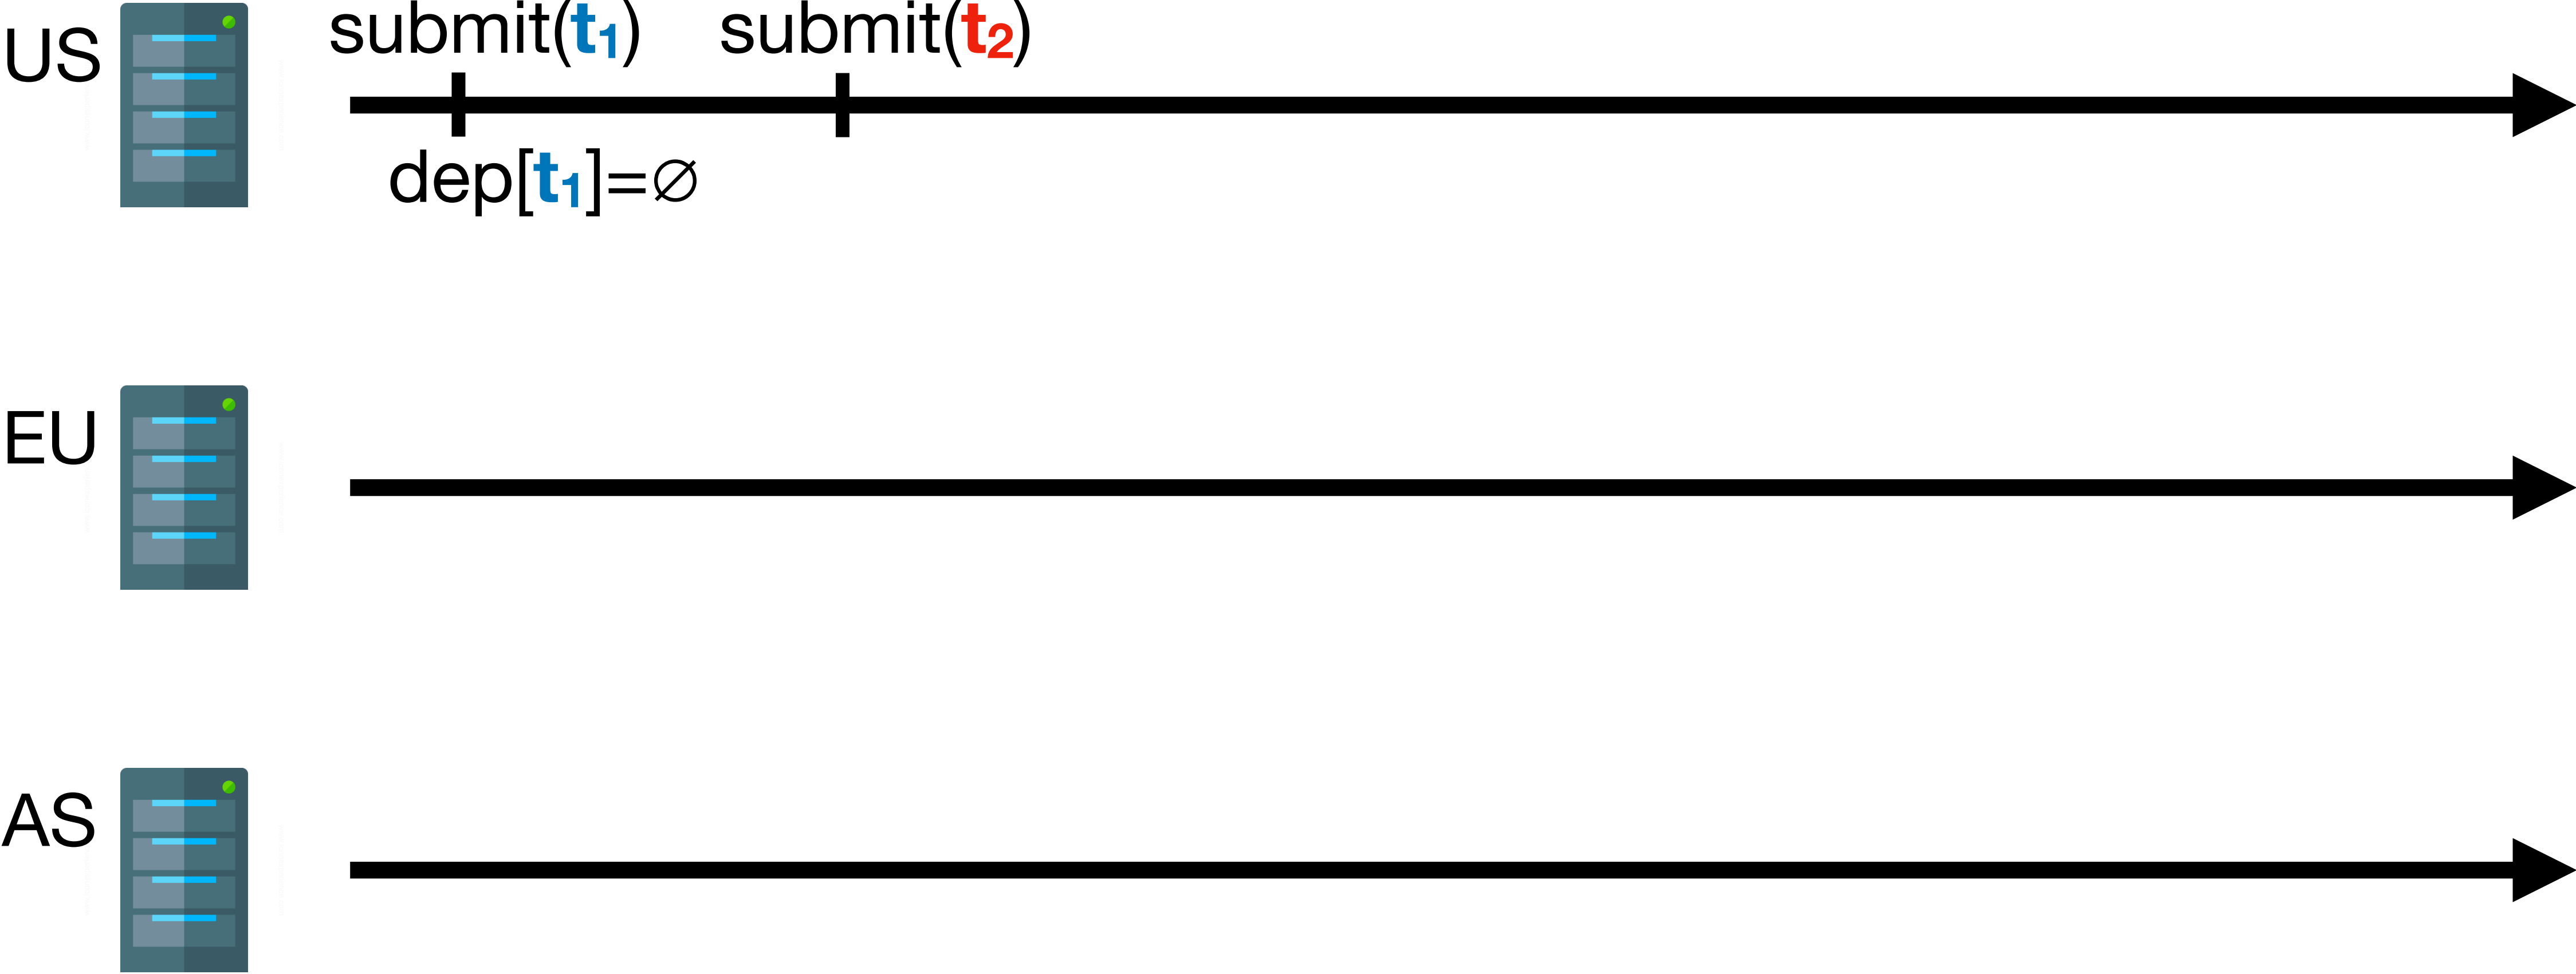 US
submit(t₁)
submit(t₂)
dep[t₁]=∅
EU
AS